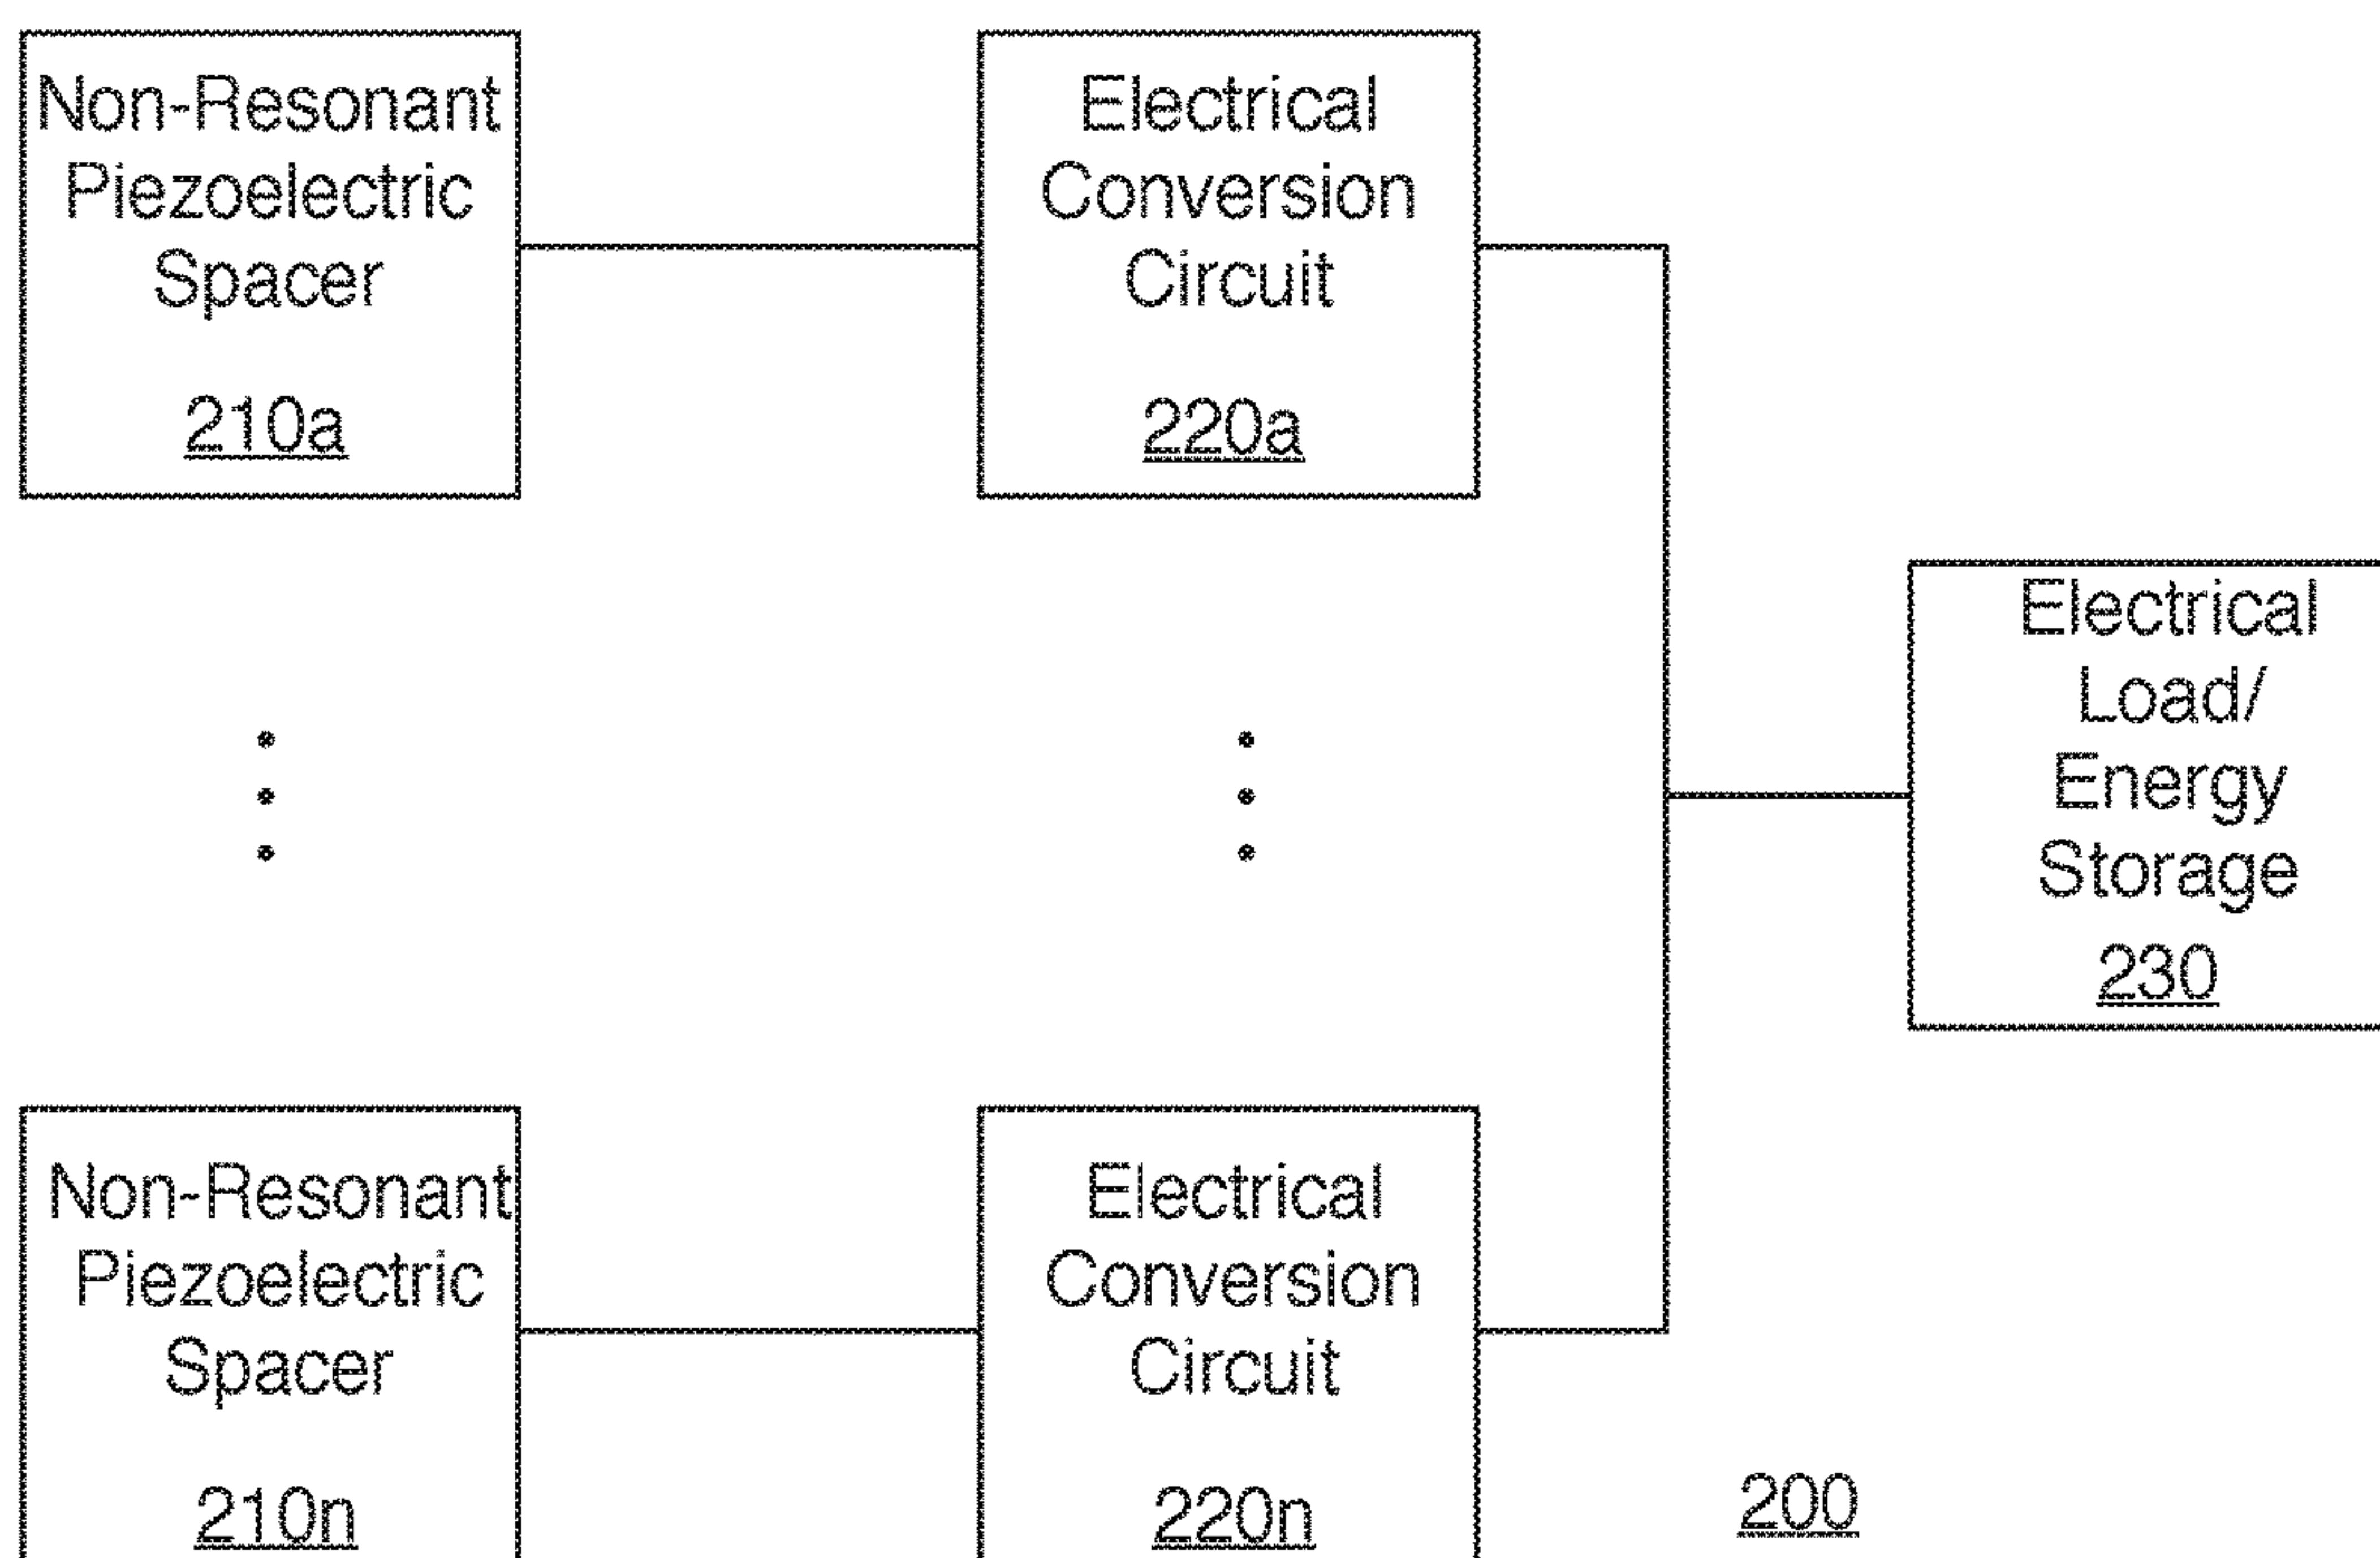 Non-Resonant
Piezoelectric
Spacer
210a
Electrical
Conversion
Circuit
220a
Electrical
Load/
Energy
Storage
230
Non-Resonant
Piezoelectric
Spacer
210n
Electrical
Conversion
Circuit
220n
200